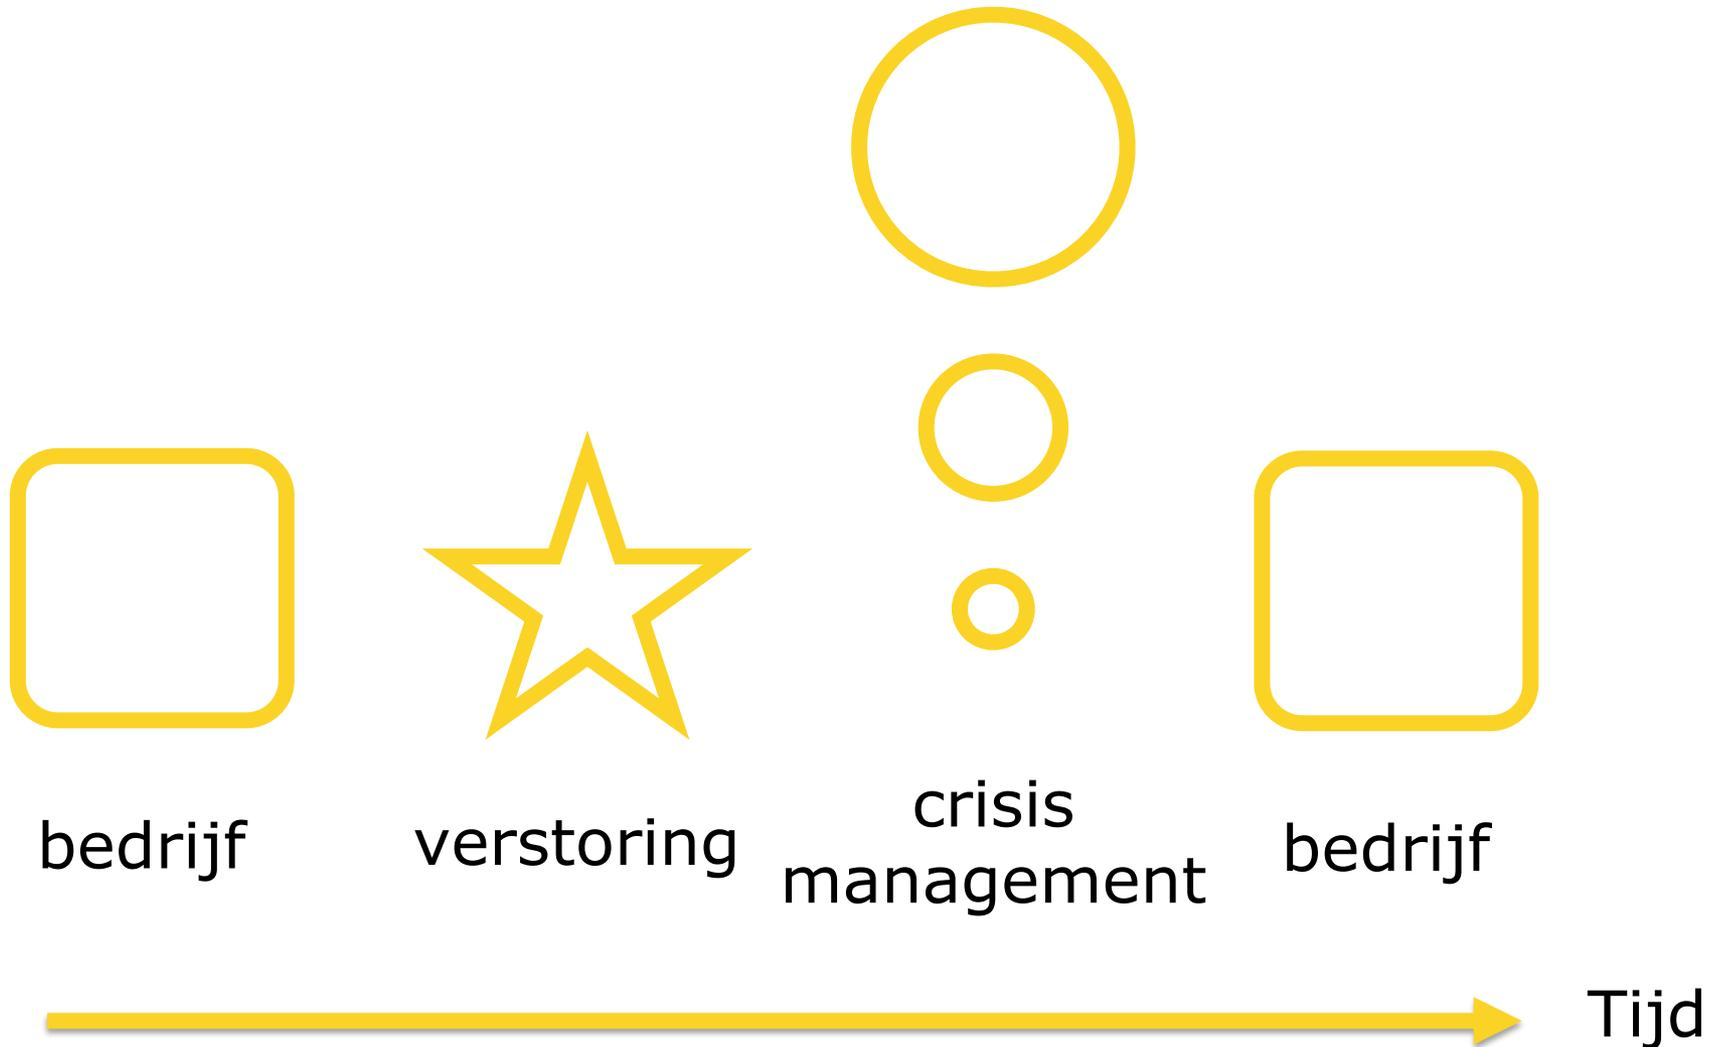 bedrijf
verstoring
crisis
management
bedrijf
Tijd